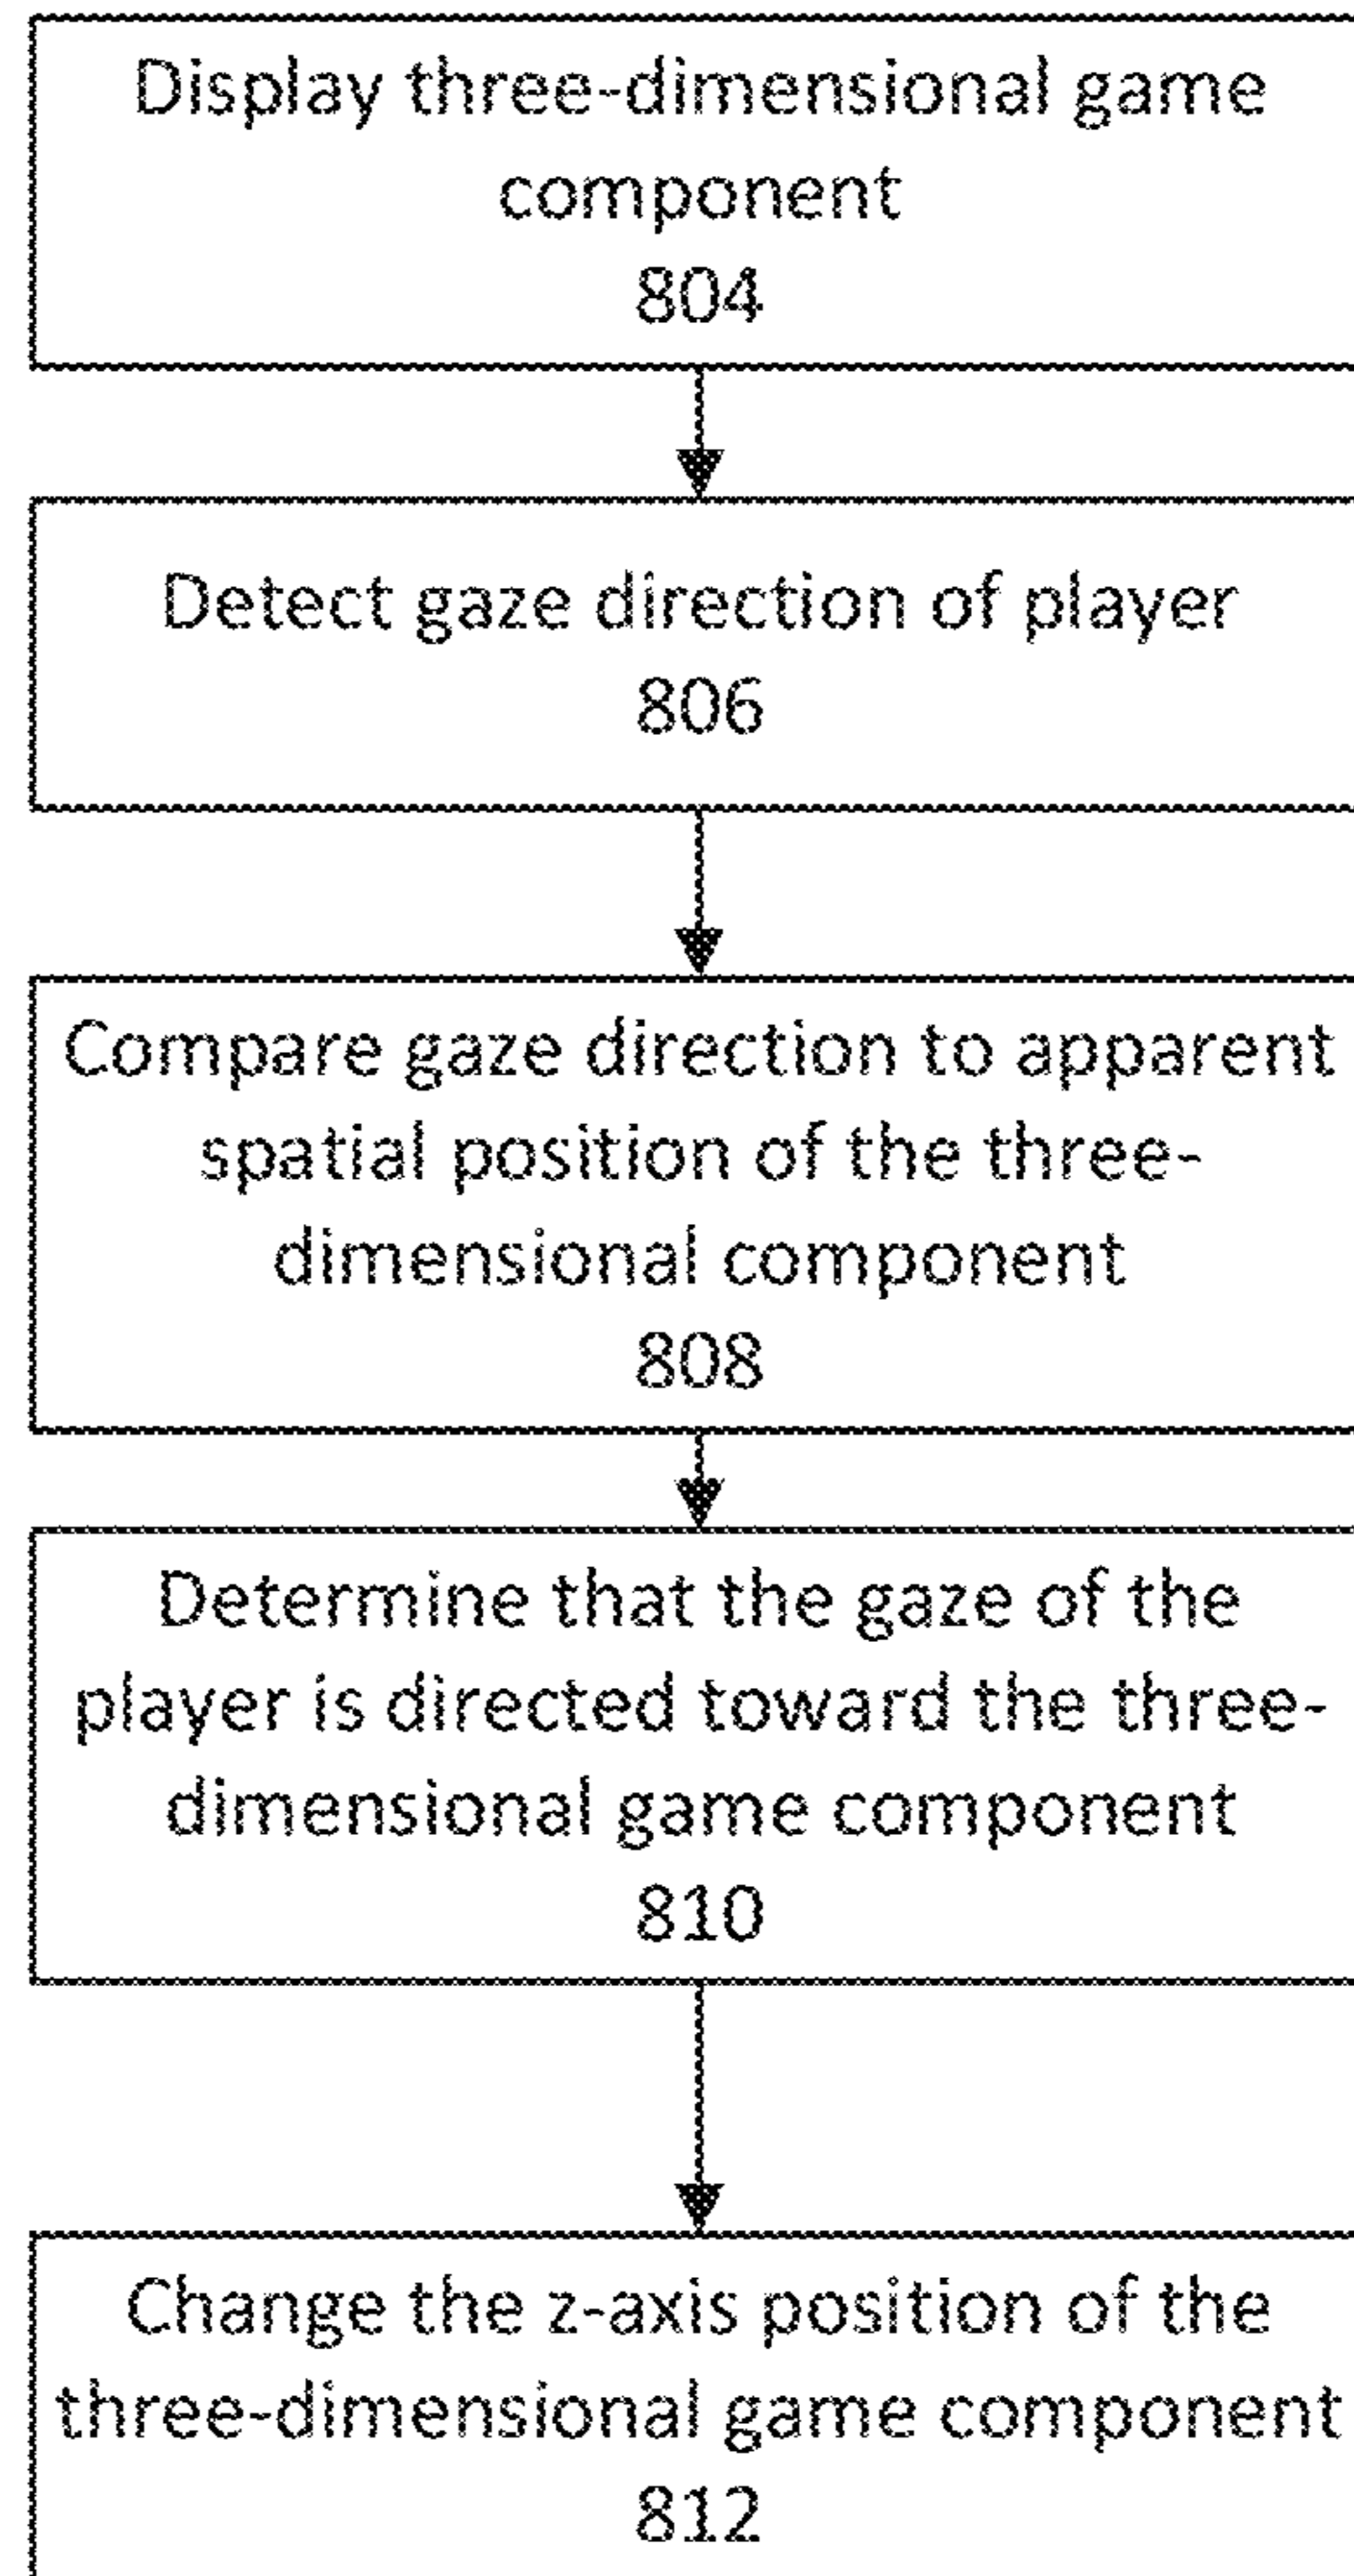 Display three-dimensional game
component
804
Detect gaze direction of player
806
Compare gaze direction to apparent
spatial position of the three-
dimensional component
808
Determine that the gaze of the
player is directed toward the three-
dimensional game component
810
Change the z-axis position of the
three-dimensional game component
812